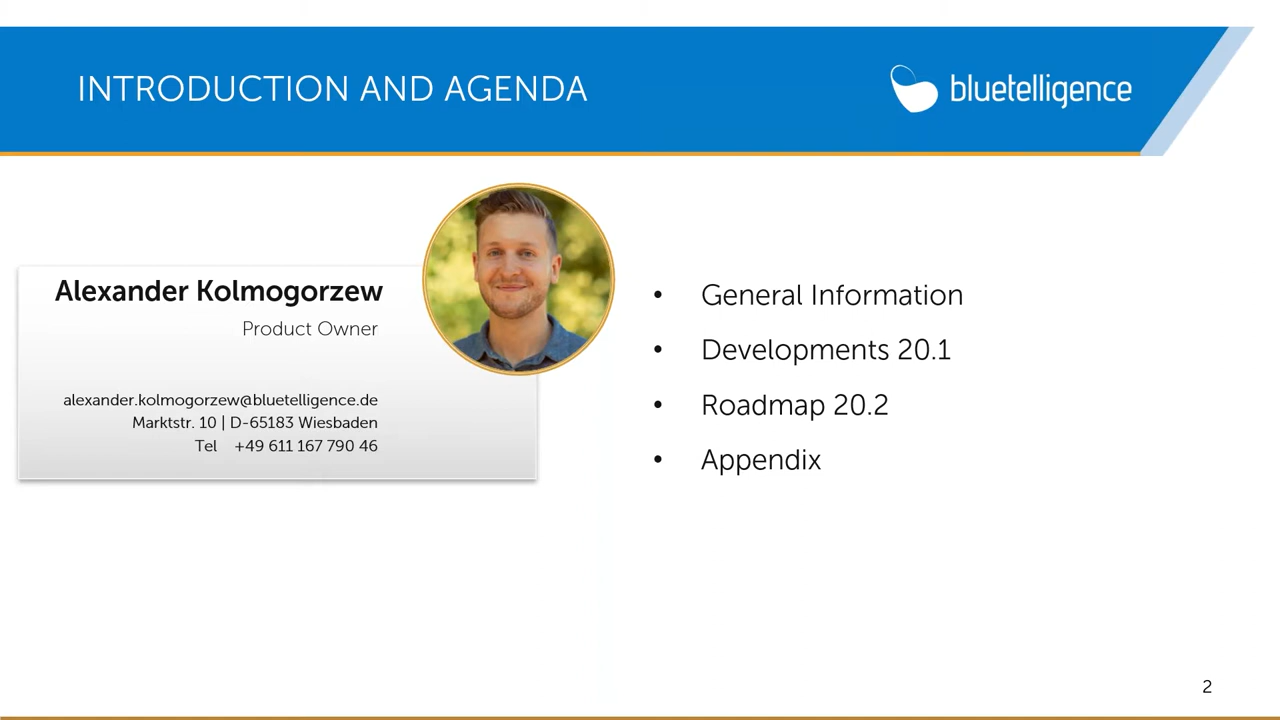 INTRODUCTION AND AGENDA
bluetelligence
Alexander Kolmogorzew
Product Owner
alexander.kolmogorzew@bluetelligence.de
Marktstr. 10 | D-65183 Wiesbaden
Tel +49 611 167 790 46
• General Information
• Developments 20.1
• Roadmap 20.2
• Appendix
2